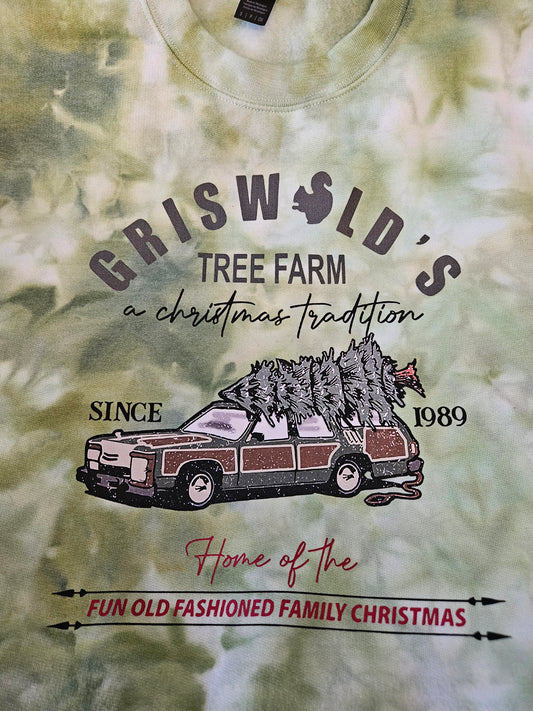 GRISWOLD'S
TREE FARM
a christmas tradition
SINCE 1989
Home of the
FUN OLD FASHIONED FAMILY CHRISTMAS